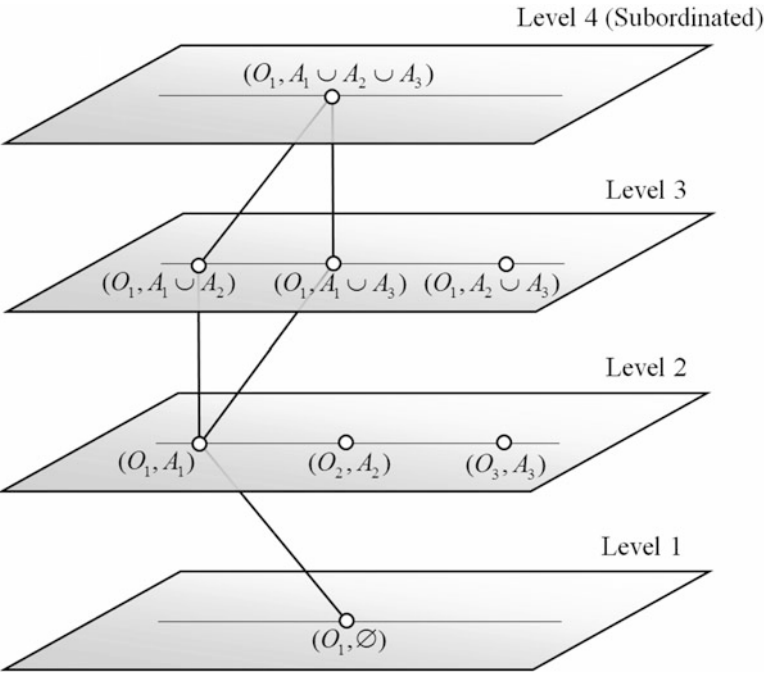 Level 4 (Subordinated)
(O₁, A₁ ∪ A₂ ∪ A₃)
Level 3
(O₁, A₁ ∪ A₂) (O₁, A₁ ∪ A₃) (O₁, A₂ ∪ A₃)
Level 2
(O₁, A₁) (O₂, A₂) (O₃, A₃)
Level 1
(O₁, ∅)